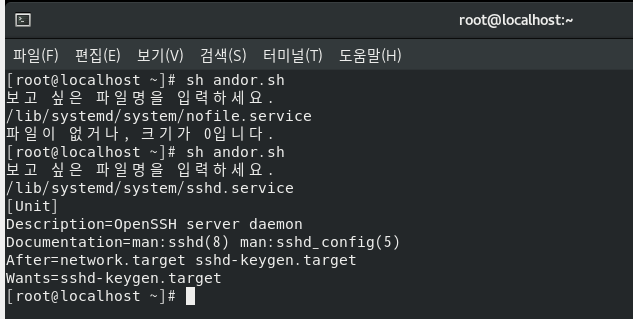 root@localhost:~
파일(F) 편집(E) 보기(V) 검색(S) 터미널(T) 도움말(H)
[root@localhost ~]# sh andor.sh
보고 싶은 파일명을 입력하세요.
/lib/systemd/system/nofile.service
파일이 없거나, 크기가 0입니다.
[root@localhost ~]# sh andor.sh
보고 싶은 파일명을 입력하세요.
/lib/systemd/system/sshd.service
[Unit]
Description=OpenSSH server daemon
Documentation=man:sshd(8) man:sshd_config(5)
After=network.target sshd-keygen.target
Wants=sshd-keygen.target
[root@localhost ~]#